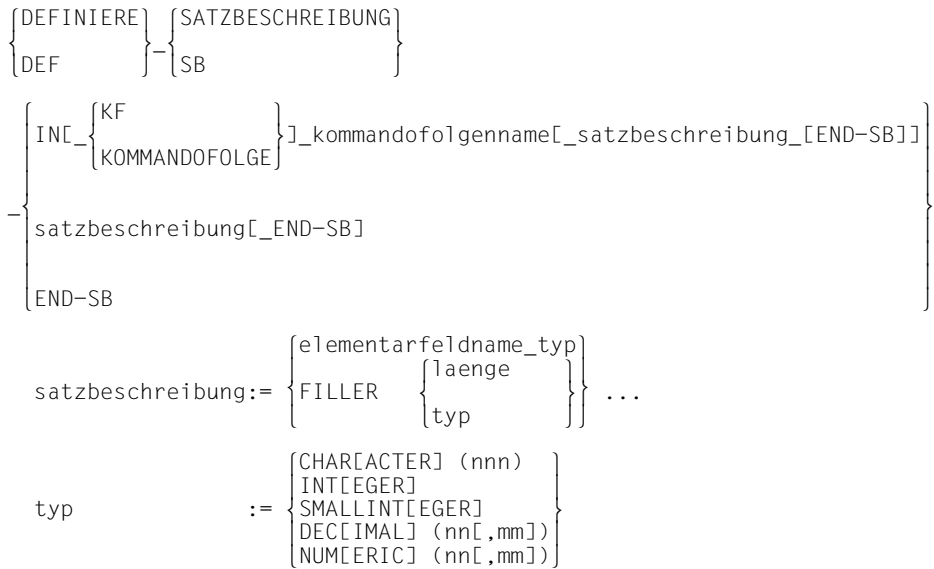 DEFINIERE SATZBESCHREIBUNG
_
DEF SB
KF
IN[_ ]_kommandofolgenname[_satzbeschreibung_[END-SB]]
KOMMANDOFOLGE
_
satzbeschreibung[_END-SB]
END-SB
elementarfeldname_typ
laenge
satzbeschreibung:= FILLER ...
typ
CHAR[ACTER] (nnn)
INT[EGER]
typ := SMALLINT[EGER]
DEC[IMAL] (nn[,mm])
NUM[ERIC] (nn[,mm])